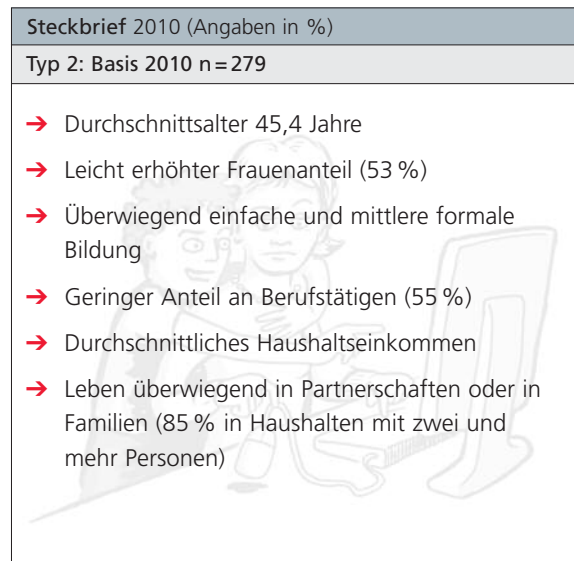 Steckbrief 2010 (Angaben in %)
Typ 2: Basis 2010 n=279
➔ Durchschnittsalter 45,4 Jahre
➔ Leicht erhöhter Frauenanteil (53 %)
➔ Überwiegend einfache und mittlere formale
Bildung
➔ Geringer Anteil an Berufstätigen (55 %)
➔ Durchschnittliches Haushaltseinkommen
➔ Leben überwiegend in Partnerschaften oder in
Familien (85 % in Haushalten mit zwei und
mehr Personen)